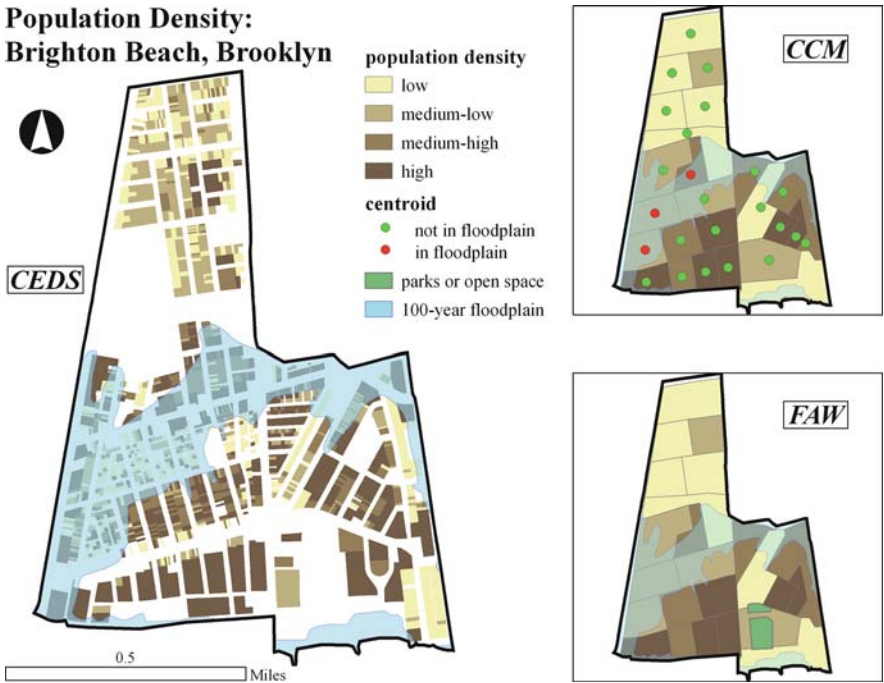 Population Density:
Brighton Beach, Brooklyn
population density
low
medium-low
medium-high
high
centroid
not in floodplain
in floodplain
parks or open space
100-year floodplain
CEDS
0.5
Miles
CCM
FAW